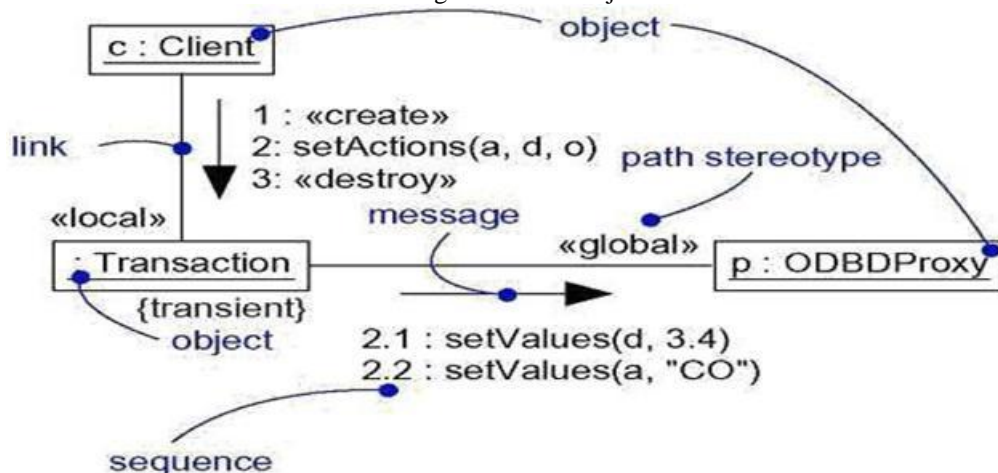 object
c : Client
1 : «create»
link
2: setActions(a, d, o)
path stereotype
3: «destroy»
«local»
message
«global»
: Transaction
p : ODBDProxy
{transient}
object
2.1 : setValues(d, 3.4)
2.2 : setValues(a, "CO")
sequence